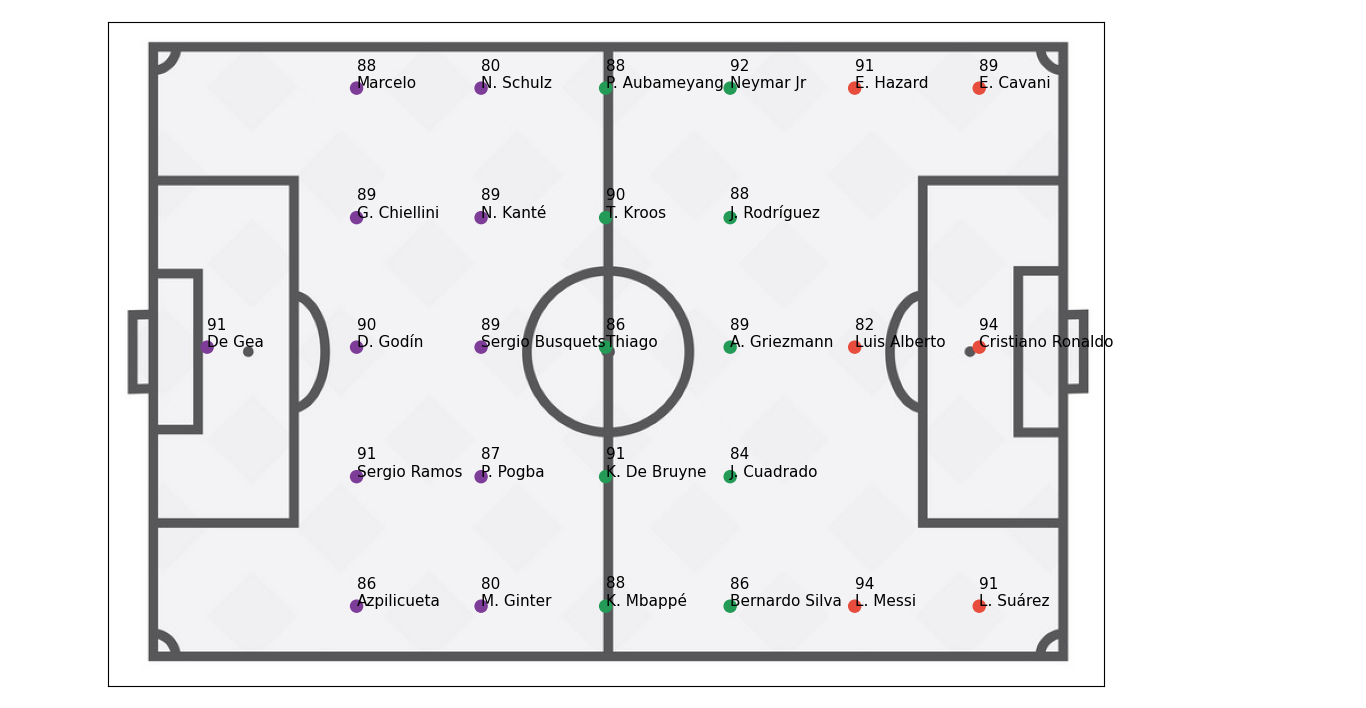 88
Marcelo
80
N. Schulz
88
P. Aubameyang
92
Neymar Jr
91
E. Hazard
89
E. Cavani
89
G. Chiellini
89
N. Kanté
90
T. Kroos
88
J. Rodríguez
91
De Gea
90
D. Godín
89
Sergio Busquets
86
Thiago
89
A. Griezmann
82
Luis Alberto
94
Cristiano Ronaldo
91
Sergio Ramos
87
P. Pogba
91
K. De Bruyne
84
J. Cuadrado
86
Azpilicueta
80
M. Ginter
88
K. Mbappé
86
Bernardo Silva
94
L. Messi
91
L. Suárez